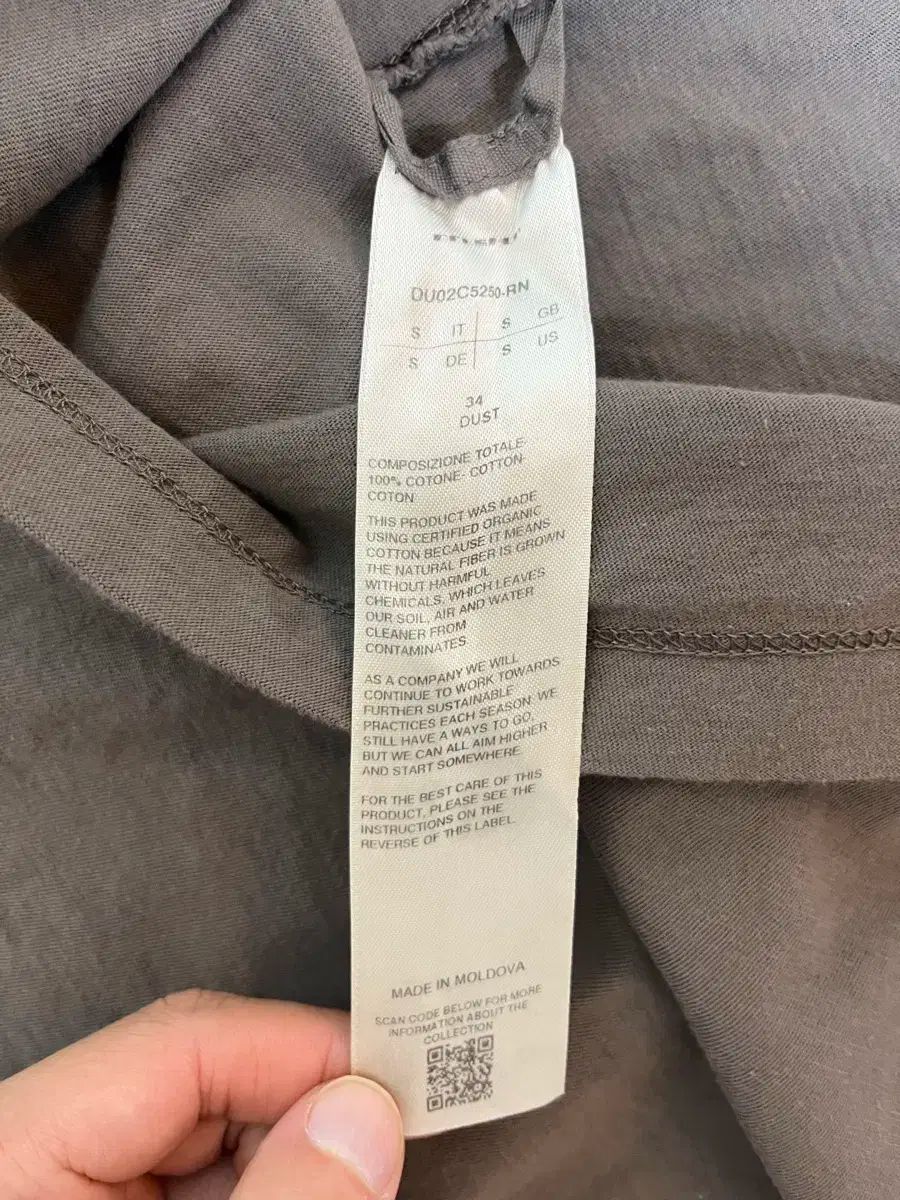 DU02C5250-RN
S IT S GB
S DE S US
34
DUST
COMPOSIZIONE TOTALE-
100% COTONE- COTTON-
COTON
THIS PRODUCT WAS MADE
USING CERTIFIED ORGANIC
COTTON BECAUSE IT MEANS
THE NATURAL FIBER IS GROWN
WITHOUT HARMFUL
CHEMICALS, WHICH LEAVES
OUR SOIL, AIR AND WATER
CLEANER FROM
CONTAMINATES
AS A COMPANY WE WILL
CONTINUE TO WORK TOWARDS
FURTHER SUSTAINABLE
PRACTICES EACH SEASON. WE
STILL HAVE A WAYS TO GO,
BUT WE CAN ALL AIM HIGHER
AND START SOMEWHERE.
FOR THE BEST CARE OF THIS
PRODUCT, PLEASE SEE THE
INSTRUCTIONS ON THE
REVERSE OF THIS LABEL.
MADE IN MOLDOVA
SCAN CODE BELOW FOR MORE
INFORMATION ABOUT THE
COLLECTION